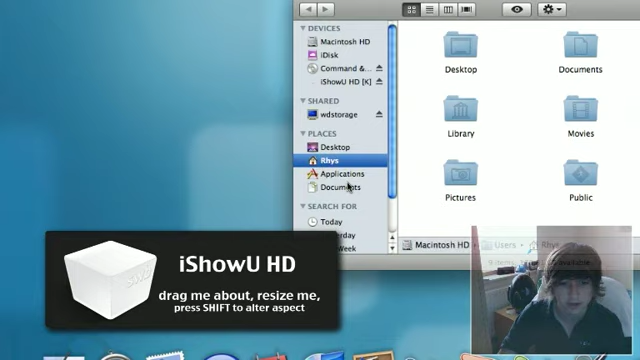 DEVICES
Macintosh HD
iDisk
Command &...
iShowU HD [K]
SHARED
wdstorage
PLACES
Desktop
Rhys
Applications
Documents
SEARCH FOR
Today
Week
Desktop
Documents
Library
Movies
Pictures
Public
Macintosh HD
Users
Rhys
iShowU HD
drag me about, resize me,
press SHIFT to alter aspect